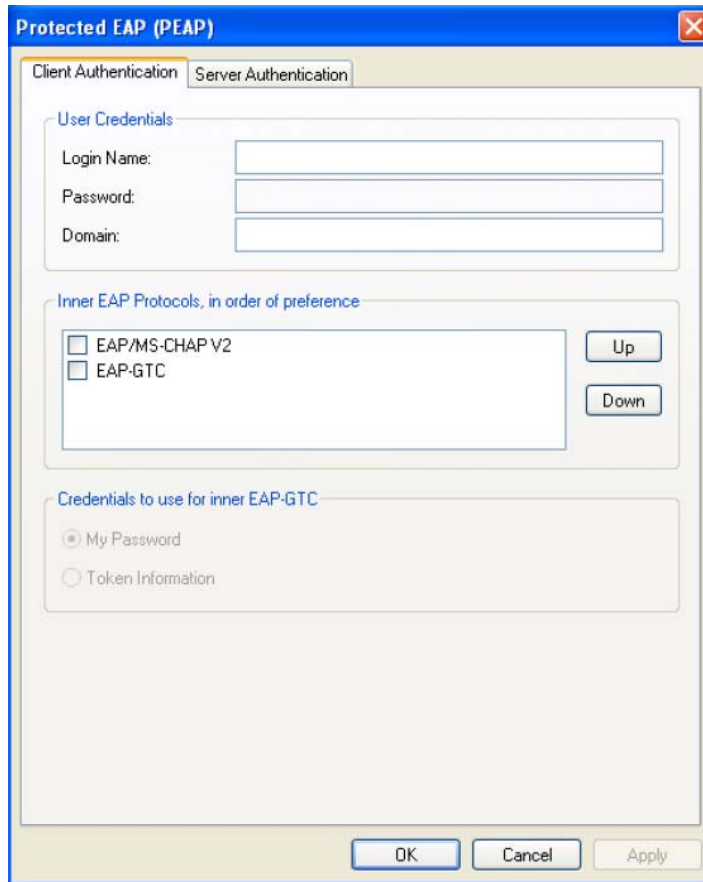 Protected EAP (PEAP)
Client Authentication Server Authentication
User Credentials
Login Name:
Password:
Domain:
Inner EAP Protocols, in order of preference
EAP/MS-CHAP V2
EAP-GTC
Up
Down
Credentials to use for inner EAP-GTC
My Password
Token Information
OK Cancel Apply